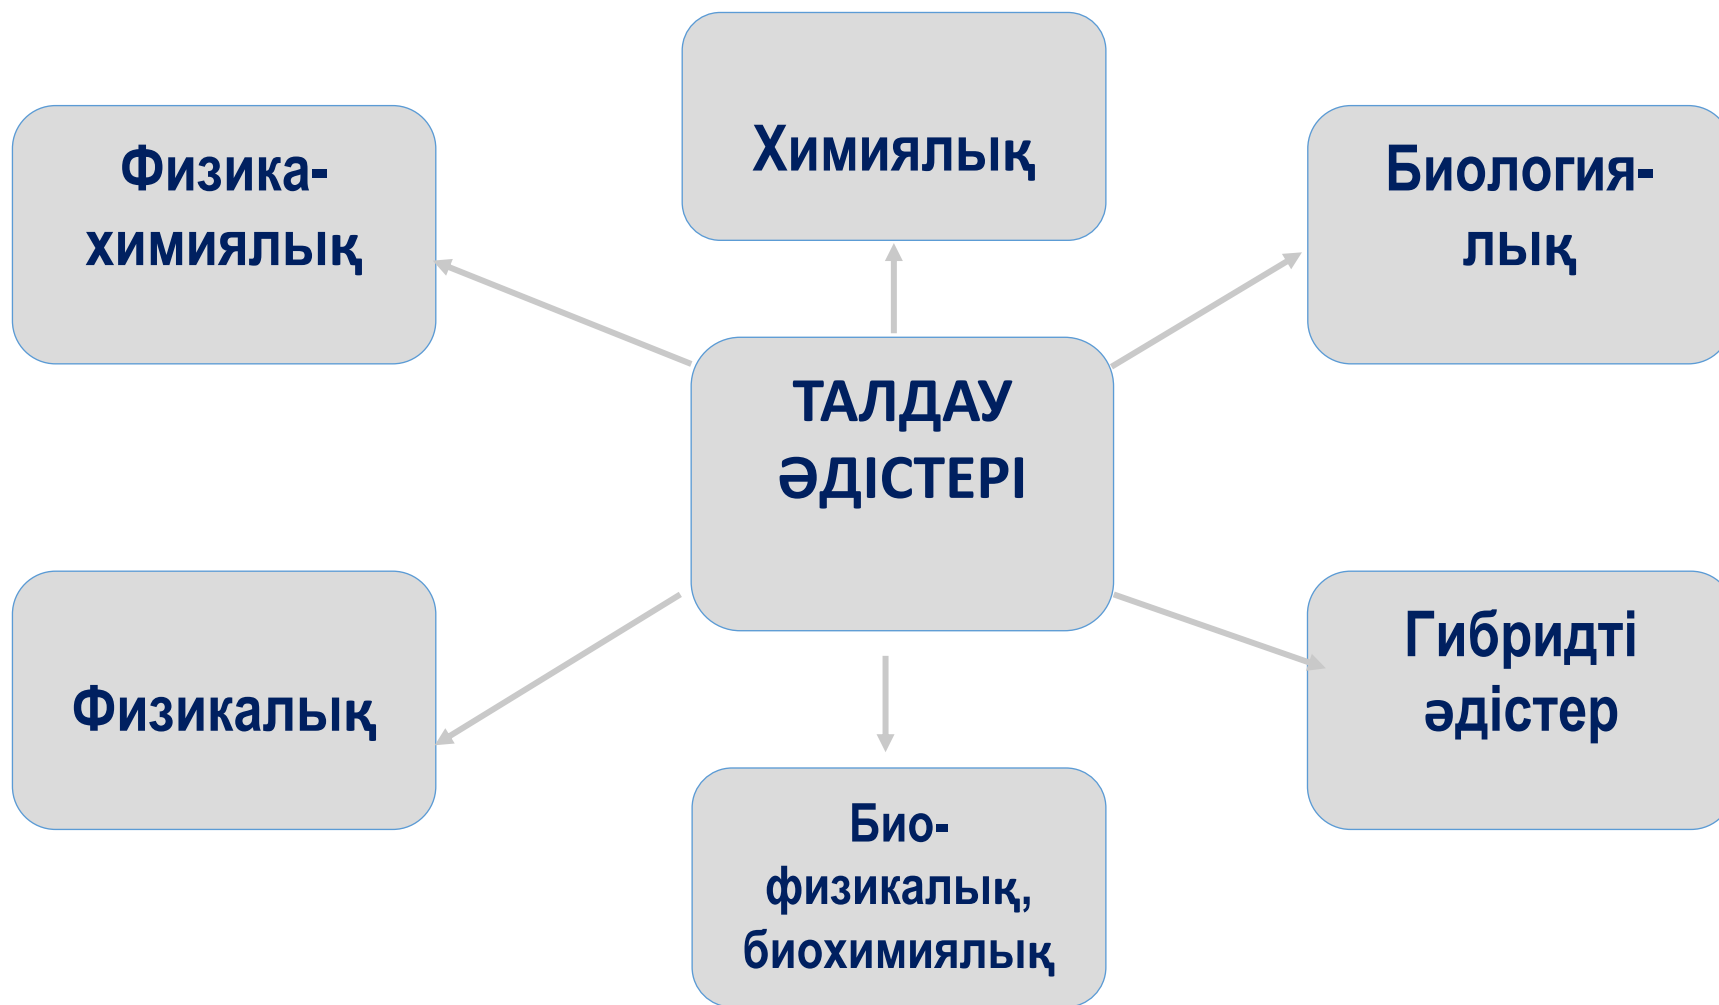 Химиялық
Физика-
химиялық
Биология-
лық
ТАЛДАУ
ӘДІСТЕРІ
Физикалық
Гибридті
әдістер
Био-
физикалық,
биохимиялық